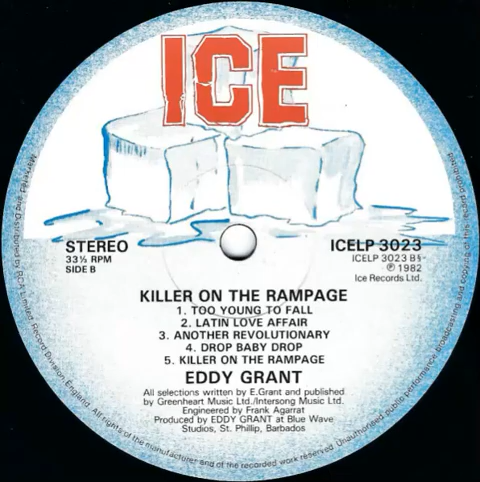 ICE
STEREO
33⅓ RPM
SIDE B
ICELP 3023
ICELP 3023 B5-
℗ 1982
Ice Records Ltd.
KILLER ON THE RAMPAGE
1. TOO YOUNG TO FALL
2. LATIN LOVE AFFAIR
3. ANOTHER REVOLUTIONARY
4. DROP BABY DROP
5. KILLER ON THE RAMPAGE
EDDY GRANT
All selections written by E.Grant and published
by Greenheart Music Ltd./Intersong Music Ltd.
Engineered by Frank Agarrat
Produced by EDDY GRANT at Blue Wave
Studios, St. Phillip, Barbados
Marketed and Distributed by RCA Limited, Record Division, England. All rights of the manufacturer and of the recorded work reserved. Unauthorised public performance, broadcasting and copying of this record prohibited